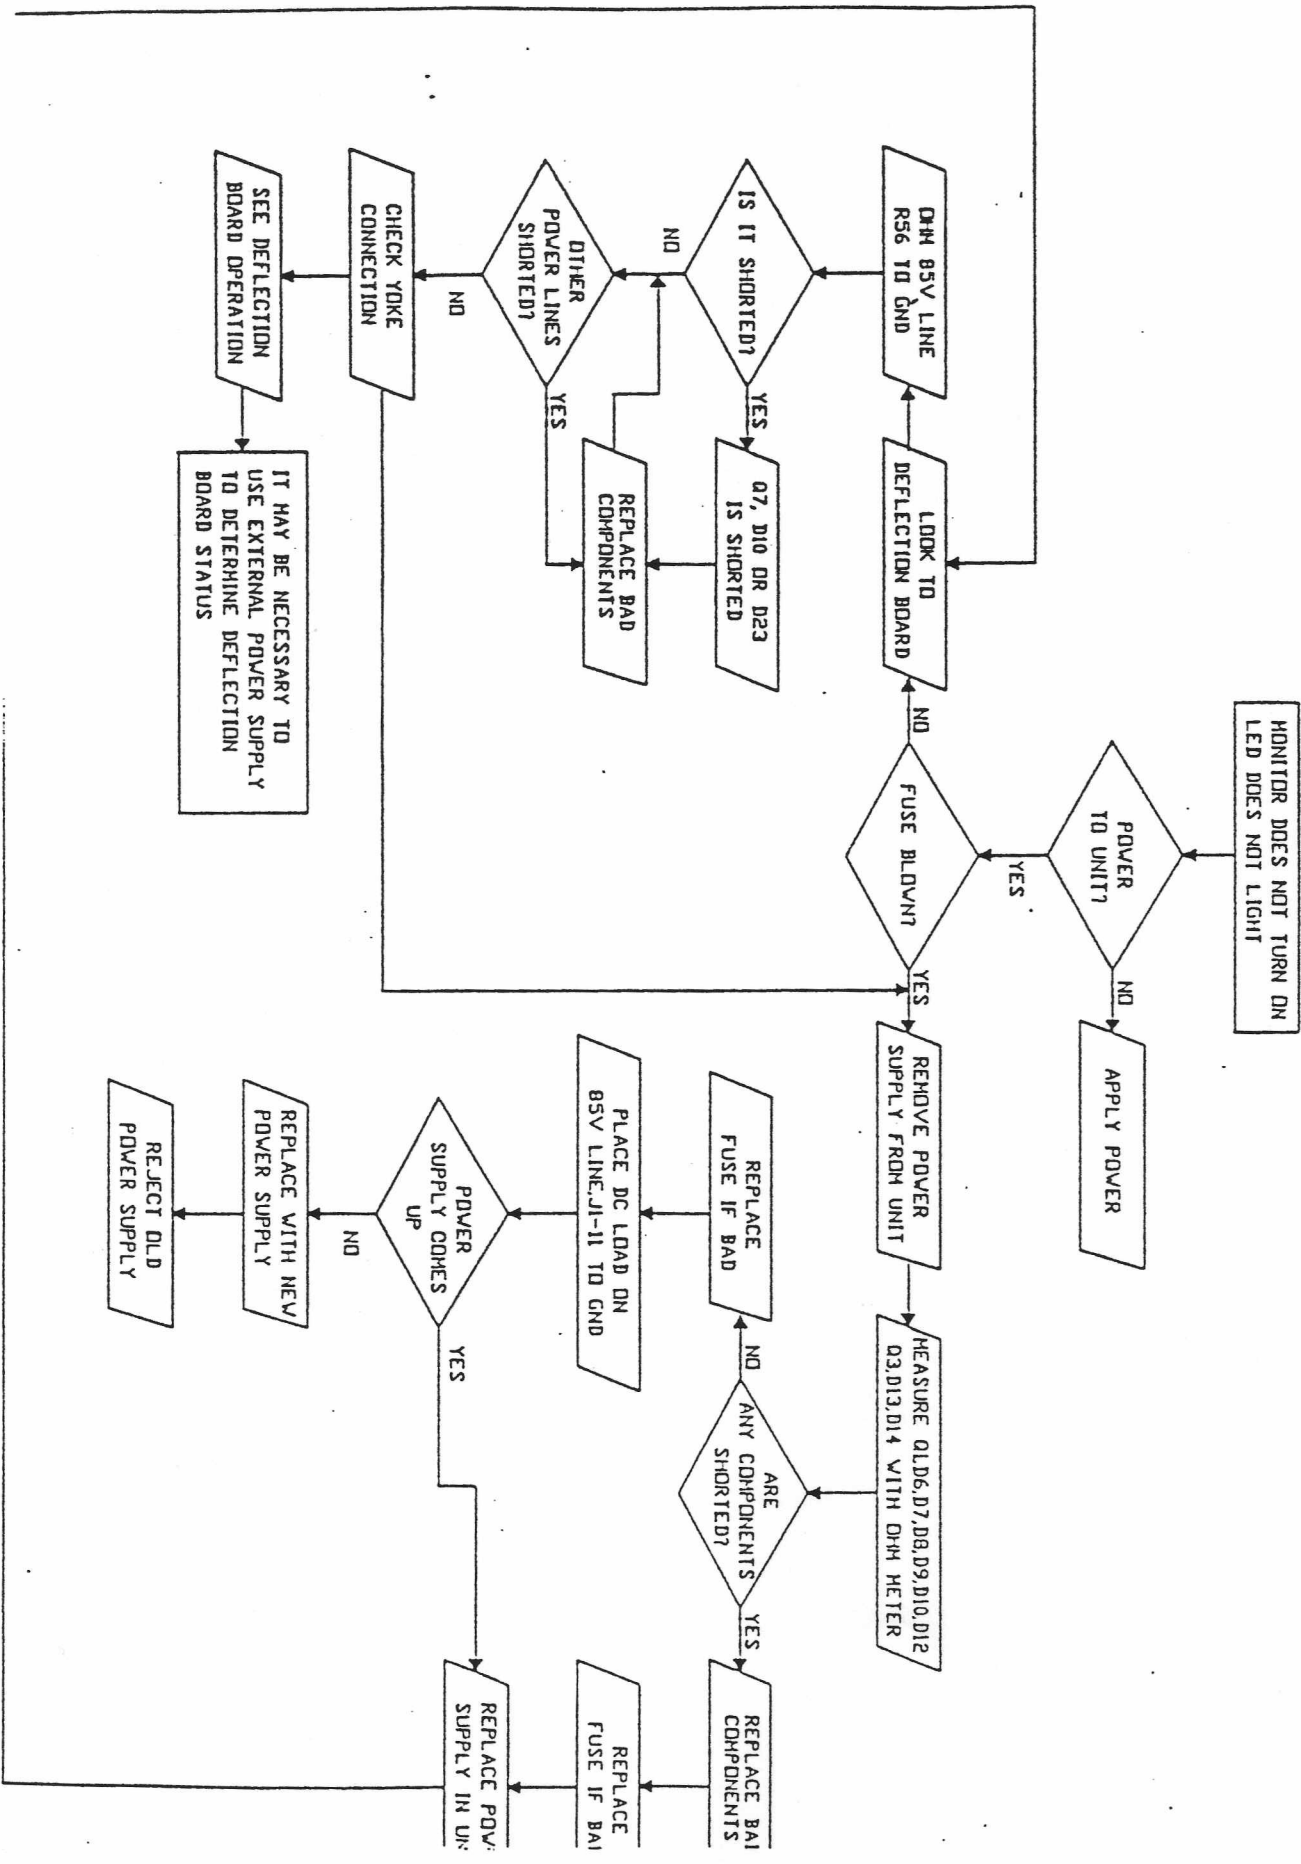 MONITOR DOES NOT TURN ON
LED DOES NOT LIGHT
POWER
TO UNIT?
NO
APPLY POWER
YES
FUSE BLOWN?
NO
YES
LOOK TO
DEFLECTION BOARD
OHM 85V LINE
R56 TO GND
REMOVE POWER
SUPPLY FROM UNIT
MEASURE Q1,D6,D7,D8,D9,D10,D12
Q3,D13,D14 WITH OHM METER
IS IT SHORTED?
YES
NO
Q7, D10 OR D23
IS SHORTED
ARE
ANY COMPONENTS
SHORTED?
NO
YES
REPLACE
FUSE IF BAD
REPLACE BA
COMPONENTS
REPLACE BAD
COMPONENTS
OTHER
POWER LINES
SHORTED?
YES
NO
PLACE DC LOAD ON
85V LINE,J1-11 TO GND
REPLACE
FUSE IF BA
POWER
SUPPLY COMES
UP
YES
NO
REPLACE POW
SUPPLY IN UN
CHECK YOKE
CONNECTION
REPLACE WITH NEW
POWER SUPPLY
SEE DEFLECTION
BOARD OPERATION
IT MAY BE NECESSARY TO
USE EXTERNAL POWER SUPPLY
TO DETERMINE DEFLECTION
BOARD STATUS
REJECT OLD
POWER SUPPLY